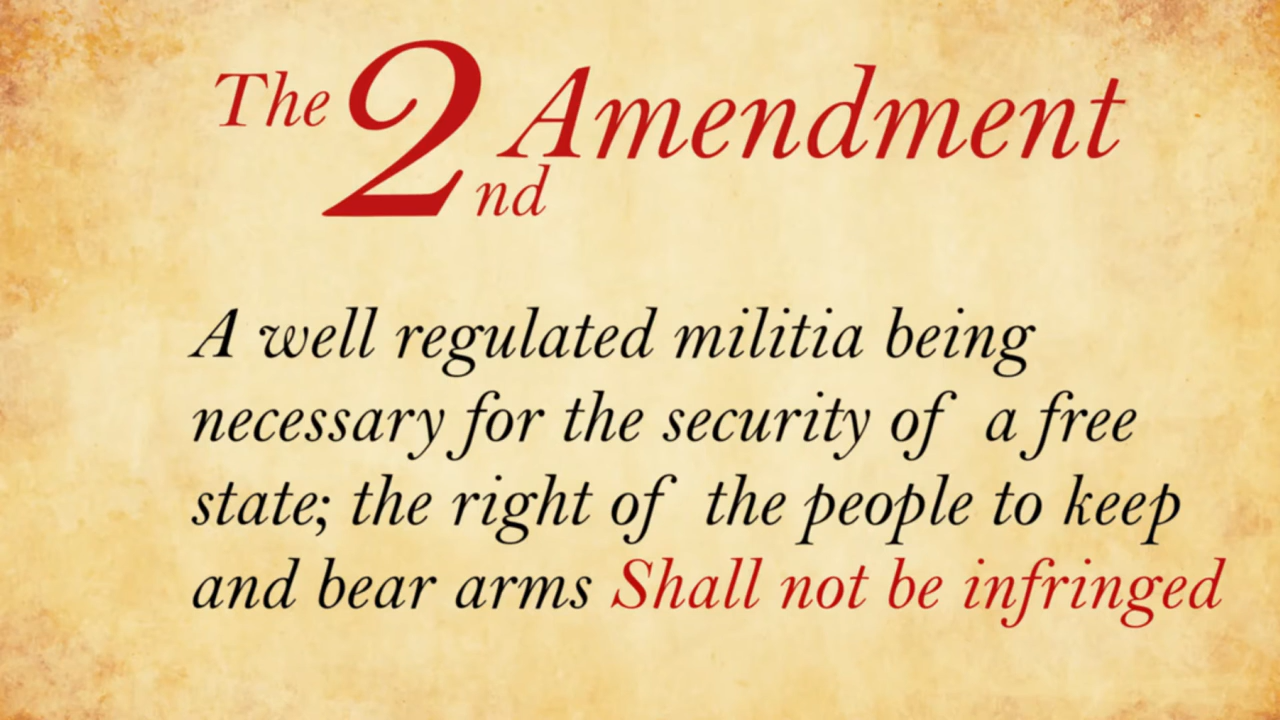 The 2nd Amendment
A well regulated militia being
necessary for the security of a free
state; the right of the people to keep
and bear arms Shall not be infringed